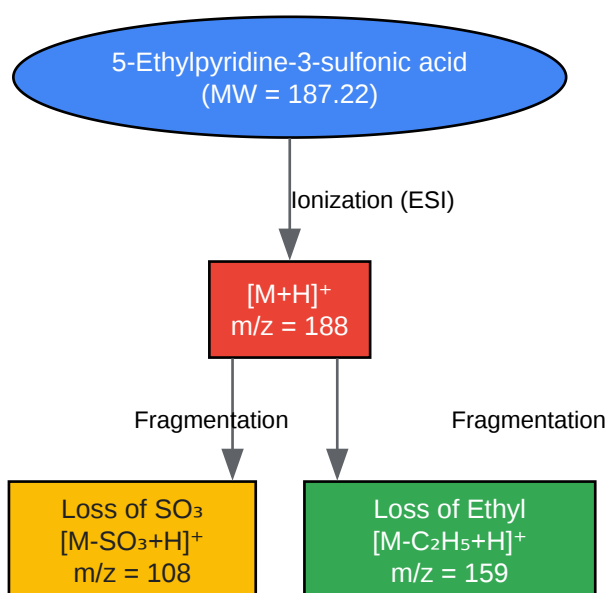 5-Ethylpyridine-3-sulfonic acid
(MW = 187.22)
Ionization (ESI)
[M+H]⁺
m/z = 188
Fragmentation
Fragmentation
Loss of SO₃
[M-SO₃+H]⁺
m/z = 108
Loss of Ethyl
[M-C₂H₅+H]⁺
m/z = 159